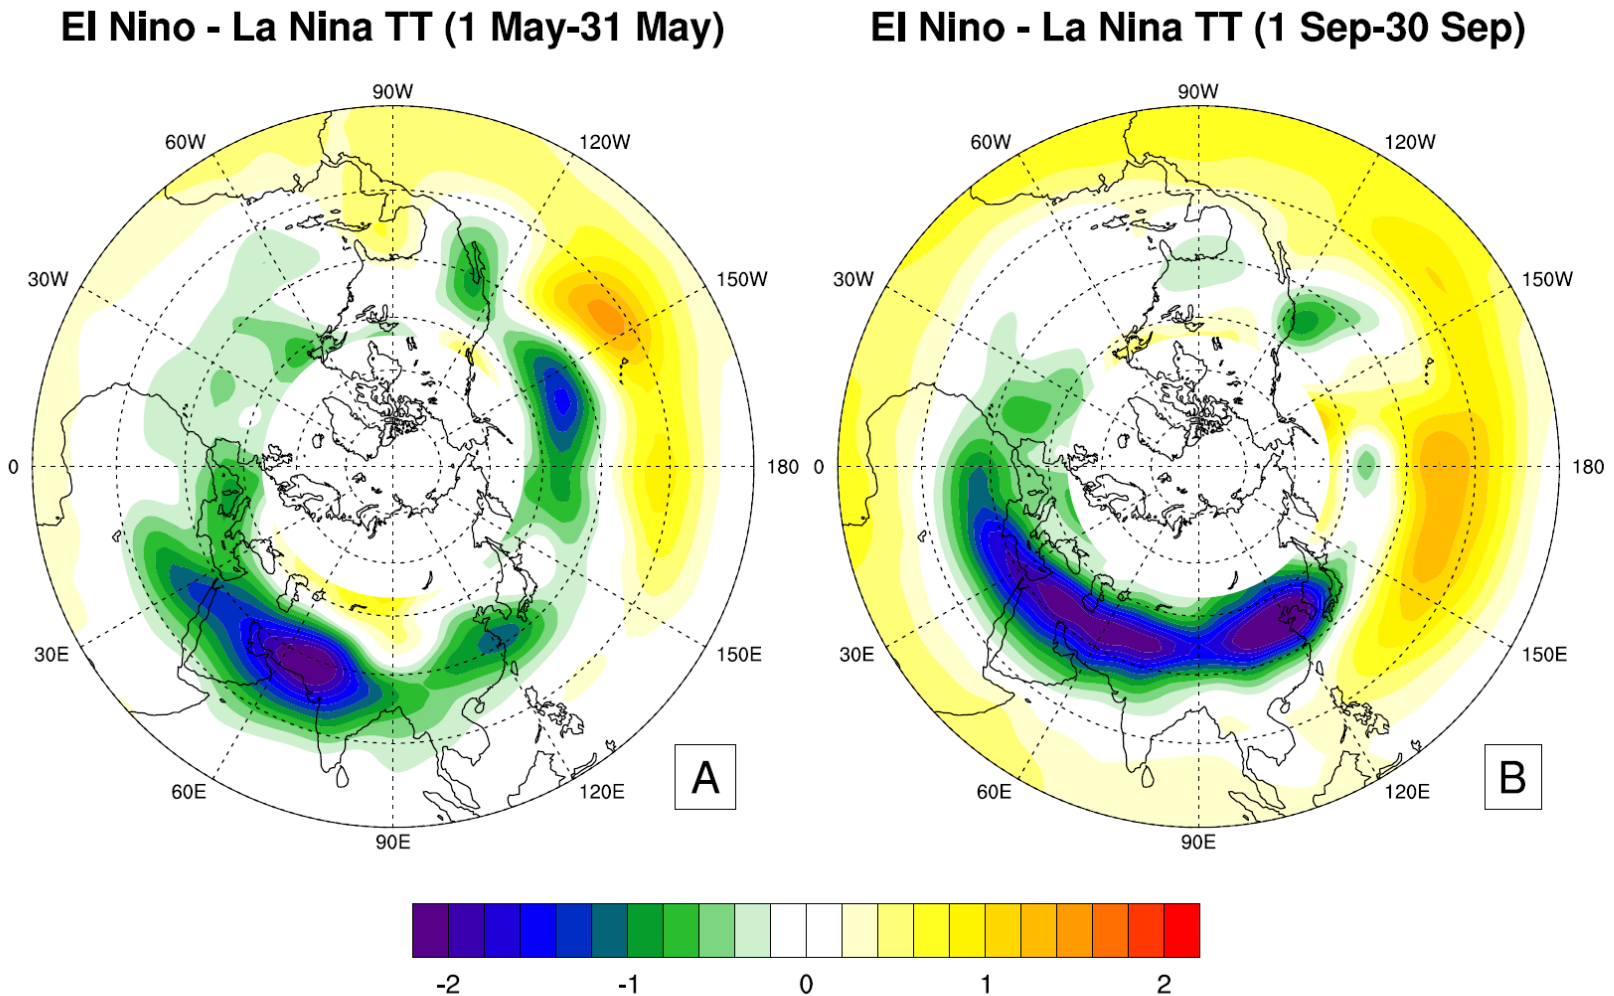 El Nino - La Nina TT (1 May-31 May)
El Nino - La Nina TT (1 Sep-30 Sep)
90W
60W
120W
30W
150W
0
180
30E
150E
60E
120E
90E
A
90W
60W
120W
30W
150W
0
180
30E
150E
60E
120E
90E
B
-2
-1
0
1
2